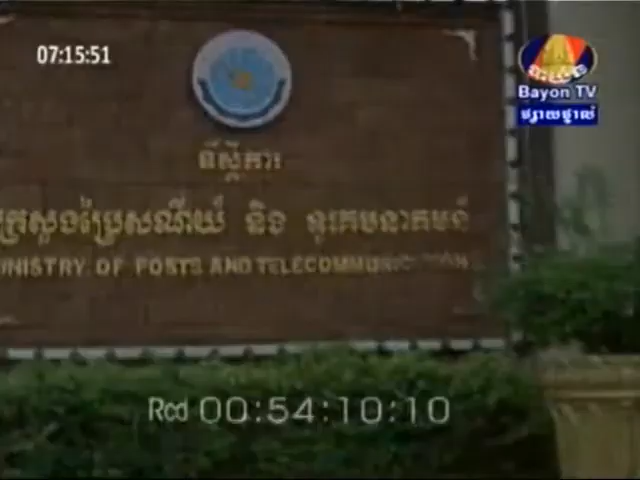 07:15:51
Bayon TV
ផ្សាយផ្ទាល់
ទីស្តីការ
ក្រសួងប្រៃសណីយ៍ និង ទូរគមនាគមន៍
MINISTRY OF POSTS AND TELECOMMUNICATIONS
Rcd 00:54:10:10